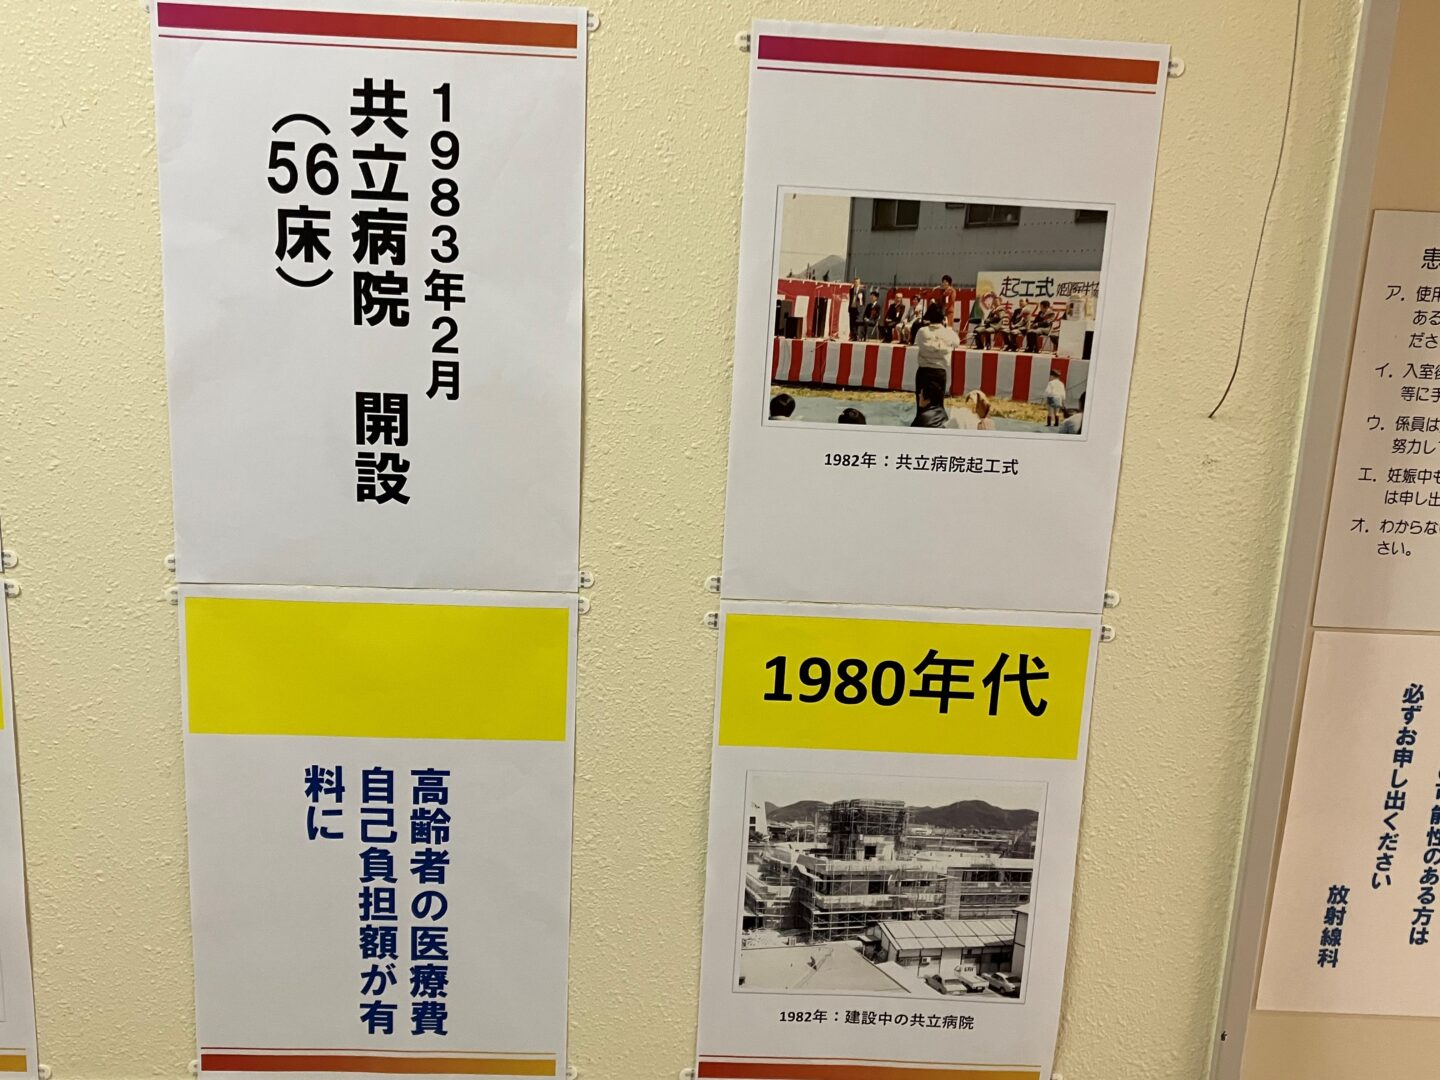 1980年代
1982年：共立病院起工式
起工式
1982年：建設中の共立病院
1983年2月
共立病院　開設
（56床）
高齢者の医療費
自己負担額が有
料に
ア．使用
ある
ださ
イ．入室
等に手
ウ．係員は
努力し
エ．妊娠中も
は申し出
オ．わからな
さい。
可能性のある方は
必ずお申し出ください
放射線科